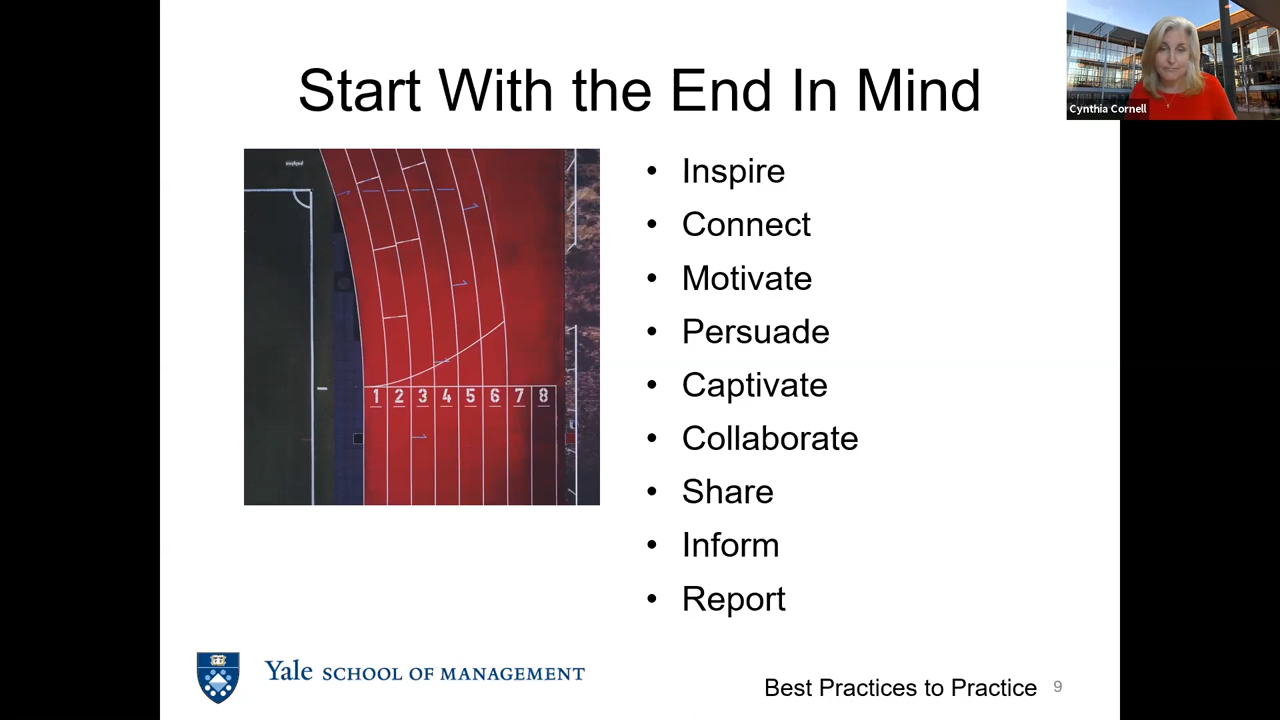 Start With the End In Mind
Cynthia Cornell
1 2 3 4 5 6 7 8
• Inspire
• Connect
• Motivate
• Persuade
• Captivate
• Collaborate
• Share
• Inform
• Report
Yale SCHOOL OF MANAGEMENT
Best Practices to Practice 9